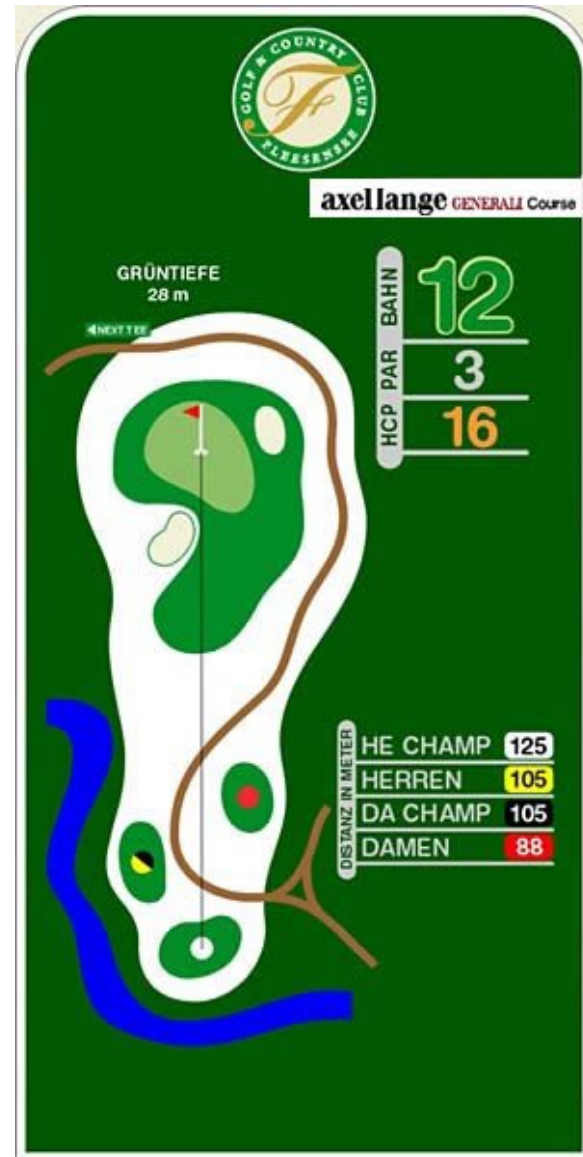 GOLF & COUNTRY CLUB
FLEESENSEE
F
axel lange GENERALI Course
GRÜNTIEFE
28 m
NEXT TEE
BAHN 12
PAR 3
HCP 16
DISTANZ IN METER
HE CHAMP 125
HERREN 105
DA CHAMP 105
DAMEN 88